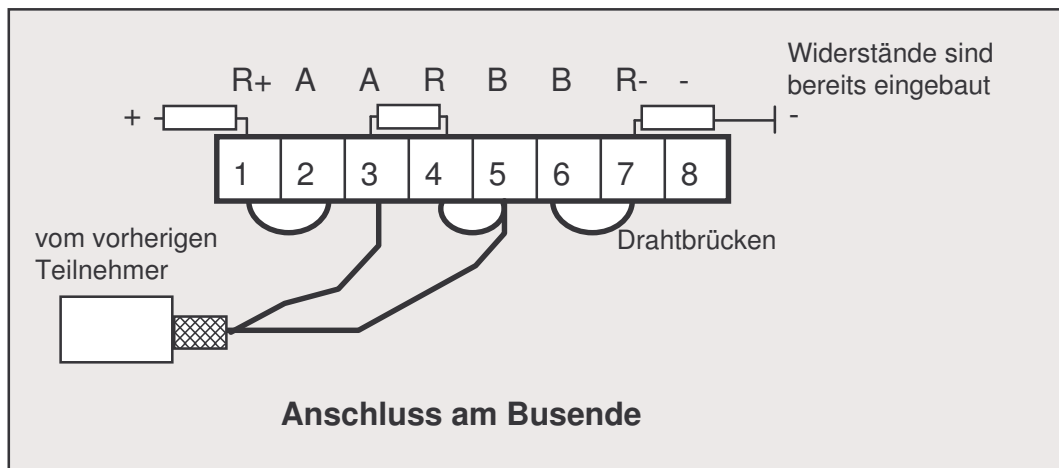 Widerstände sind
bereits eingebaut
R+ A A R B B R- -
+ -
1 2 3 4 5 6 7 8
vom vorherigen
Teilnehmer
Drahtbrücken
Anschluss am Busende